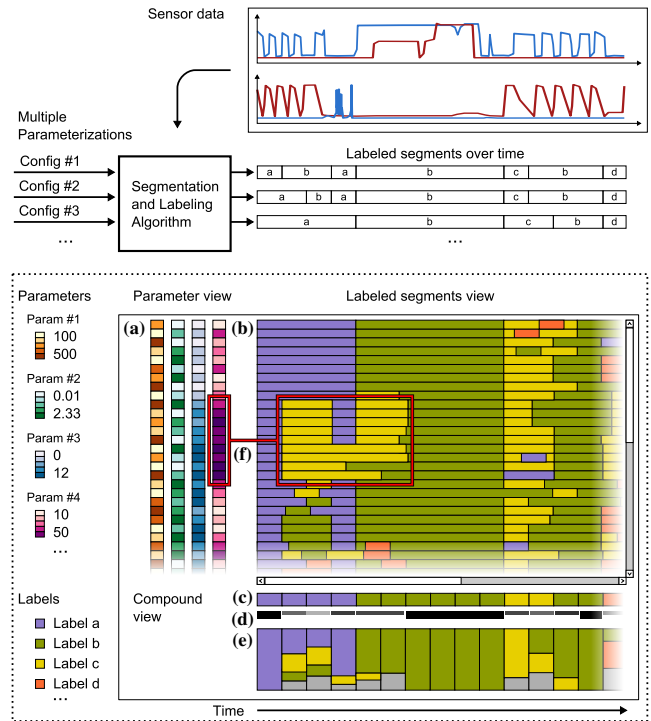 Sensor data
Multiple
Parameterizations
Config #1
Config #2
Config #3
...
Segmentation
and Labeling
Algorithm
Labeled segments over time
a b a b c b d
a b a b c b d
a b c b d
...
Parameters
Param #1
100
500
Param #2
0.01
2.33
Param #3
0
12
Param #4
10
50
...
Parameter view
Labeled segments view
(a)
(b)
(f)
Labels
Label a
Label b
Label c
Label d
...
Compound
view
(c)
(d)
(e)
Time